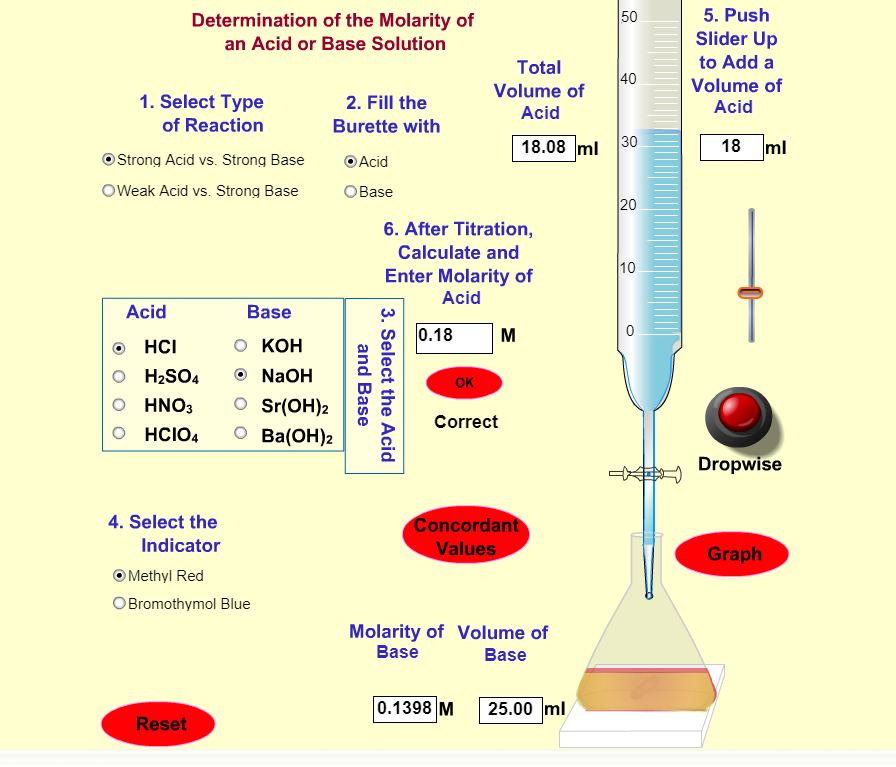 Determination of the Molarity of
an Acid or Base Solution
1. Select Type
of Reaction
Strong Acid vs. Strong Base
Weak Acid vs. Strong Base
2. Fill the
Burette with
Acid
Base
Total
Volume of
Acid
18.08 ml
50
40
30
20
10
0
5. Push
Slider Up
to Add a
Volume of
Acid
18 ml
6. After Titration,
Calculate and
Enter Molarity of
Acid
0.18 M
OK
Correct
Acid Base
HCl KOH
H₂SO₄ NaOH
HNO₃ Sr(OH)₂
HClO₄ Ba(OH)₂
3. Select the Acid
and Base
Dropwise
4. Select the
Indicator
Methyl Red
Bromothymol Blue
Concordant
Values
Graph
Molarity of
Base
0.1398 M
Volume of
Base
25.00 ml
Reset